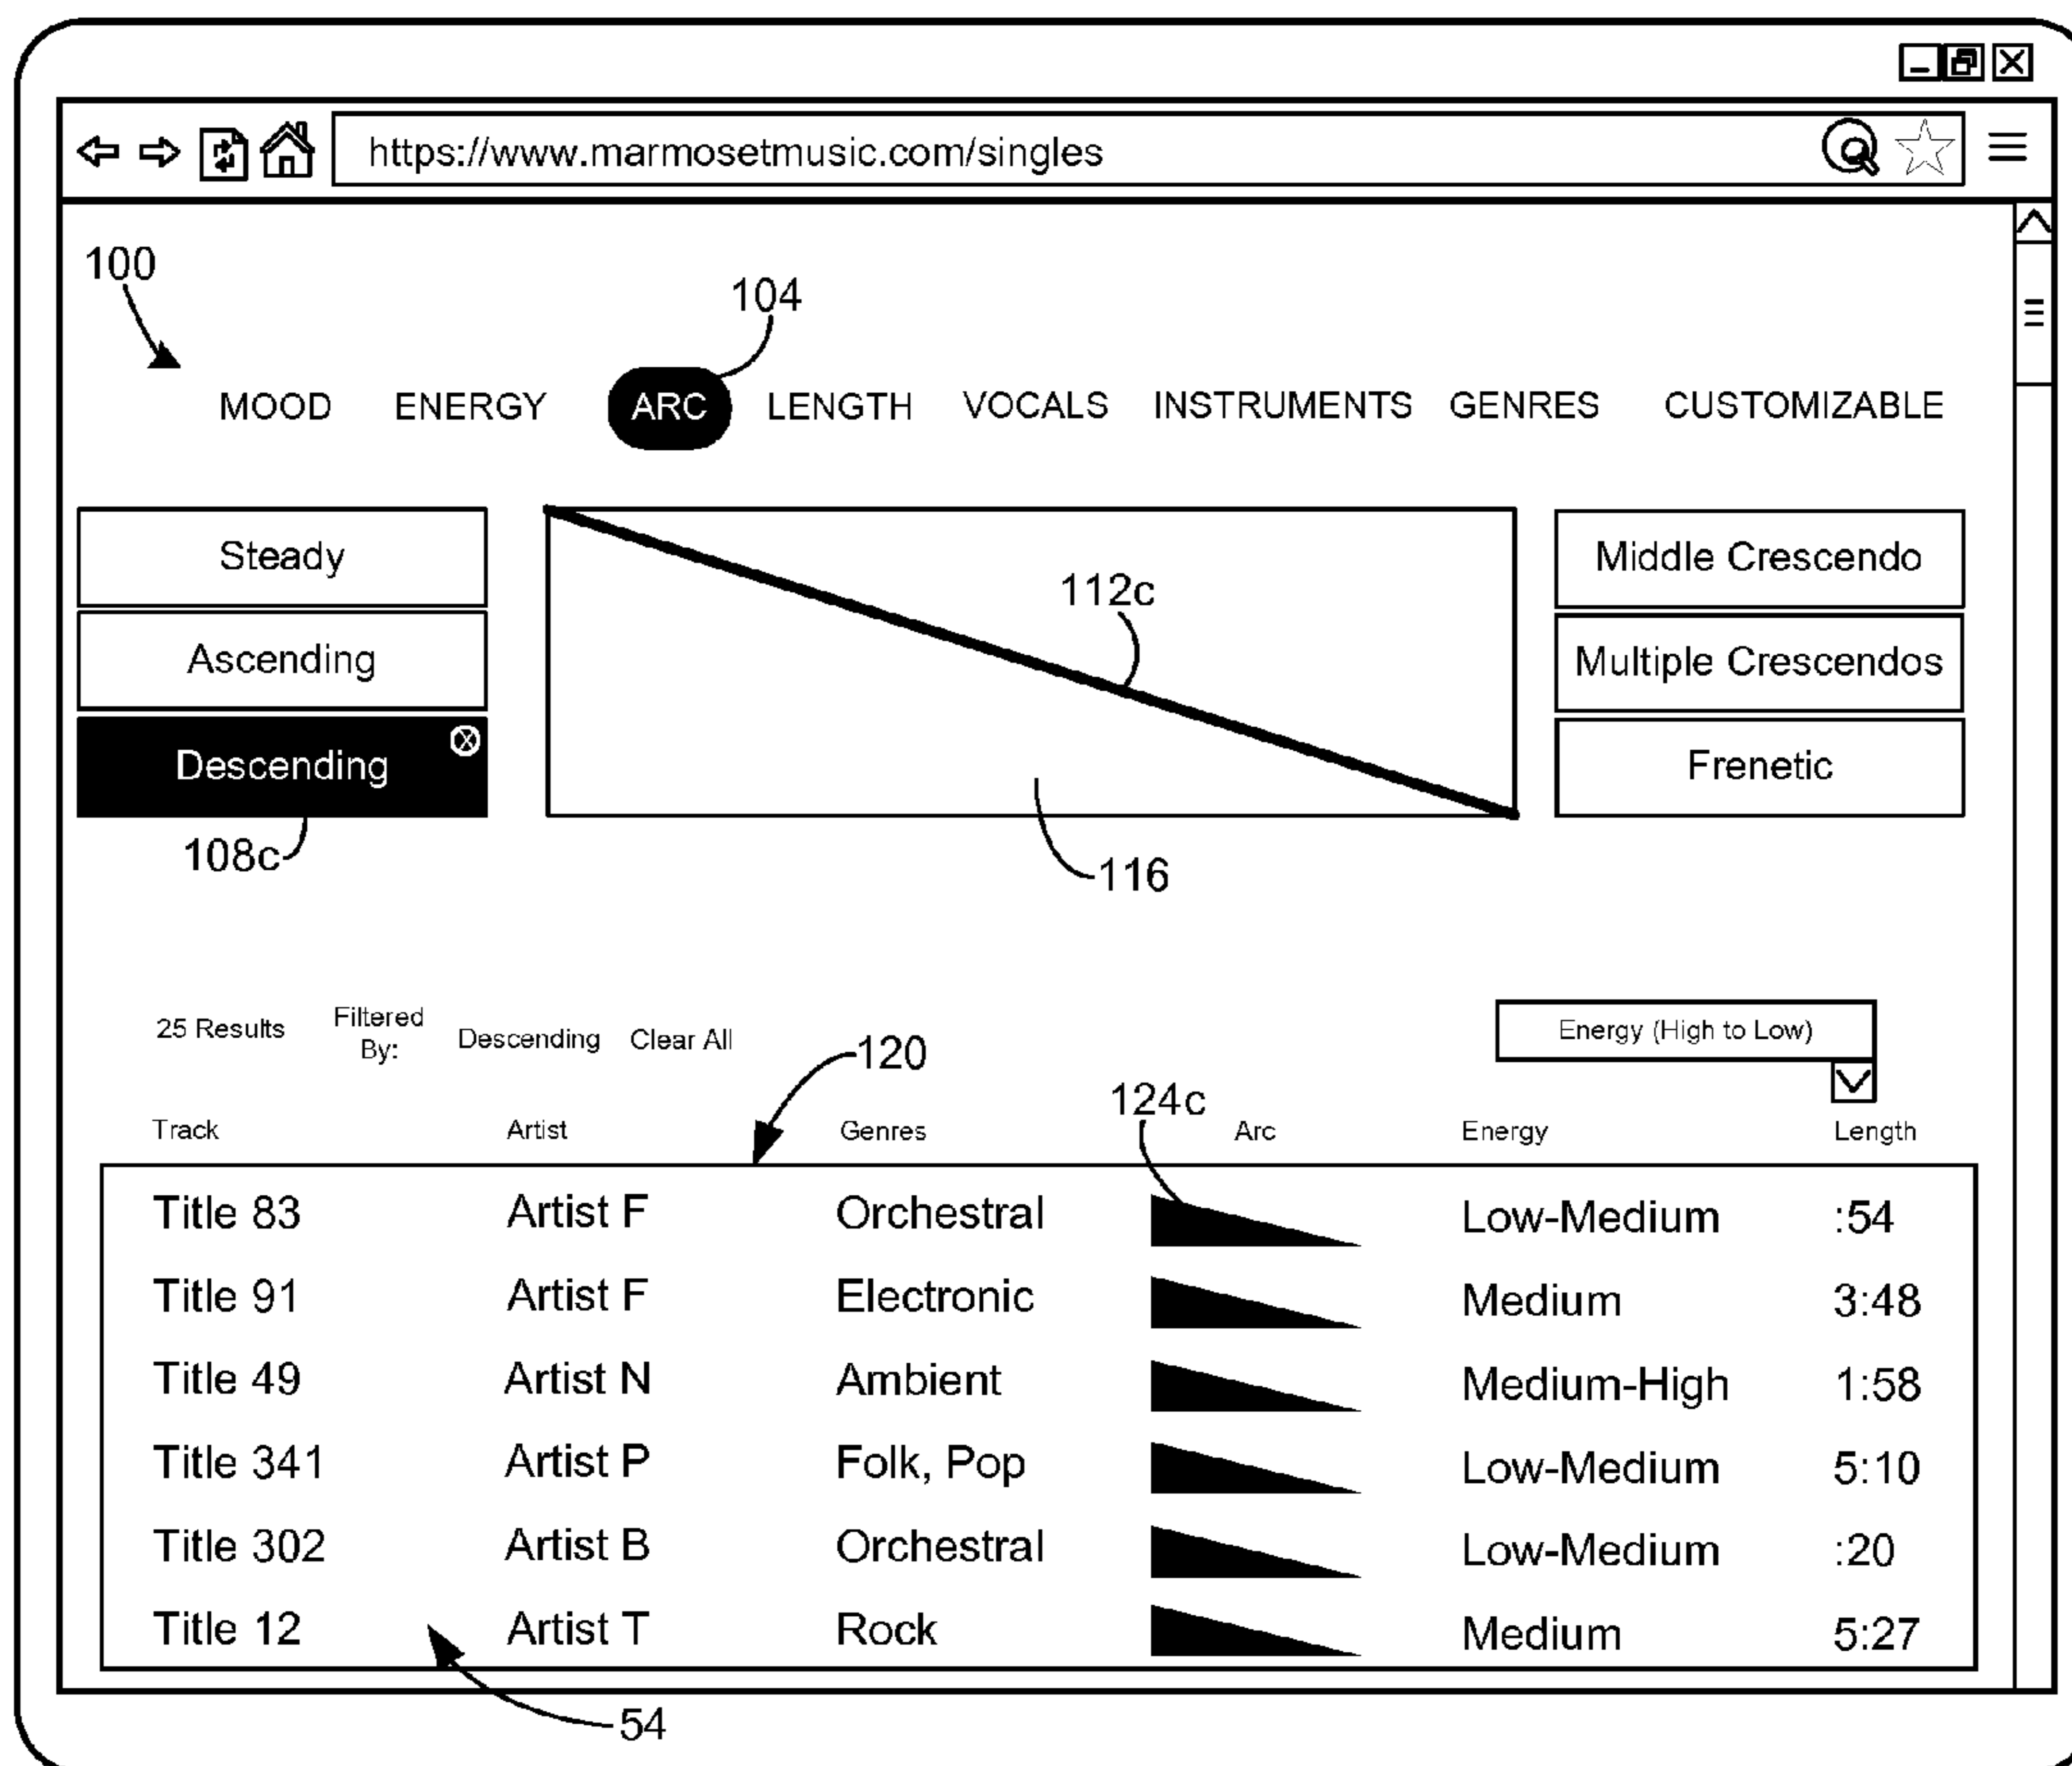 https://www.marmosetmusic.com/singles
100
104
MOOD ENERGY ARC LENGTH VOCALS INSTRUMENTS GENRES CUSTOMIZABLE
Steady
Ascending
Descending
108c
112c
116
Middle Crescendo
Multiple Crescendos
Frenetic
25 Results Filtered By: Descending Clear All
Energy (High to Low)
120
124c
Track Artist Genres Arc Energy Length
Title 83 Artist F Orchestral Low-Medium :54
Title 91 Artist F Electronic Medium 3:48
Title 49 Artist N Ambient Medium-High 1:58
Title 341 Artist P Folk, Pop Low-Medium 5:10
Title 302 Artist B Orchestral Low-Medium :20
Title 12 Artist T Rock Medium 5:27
54